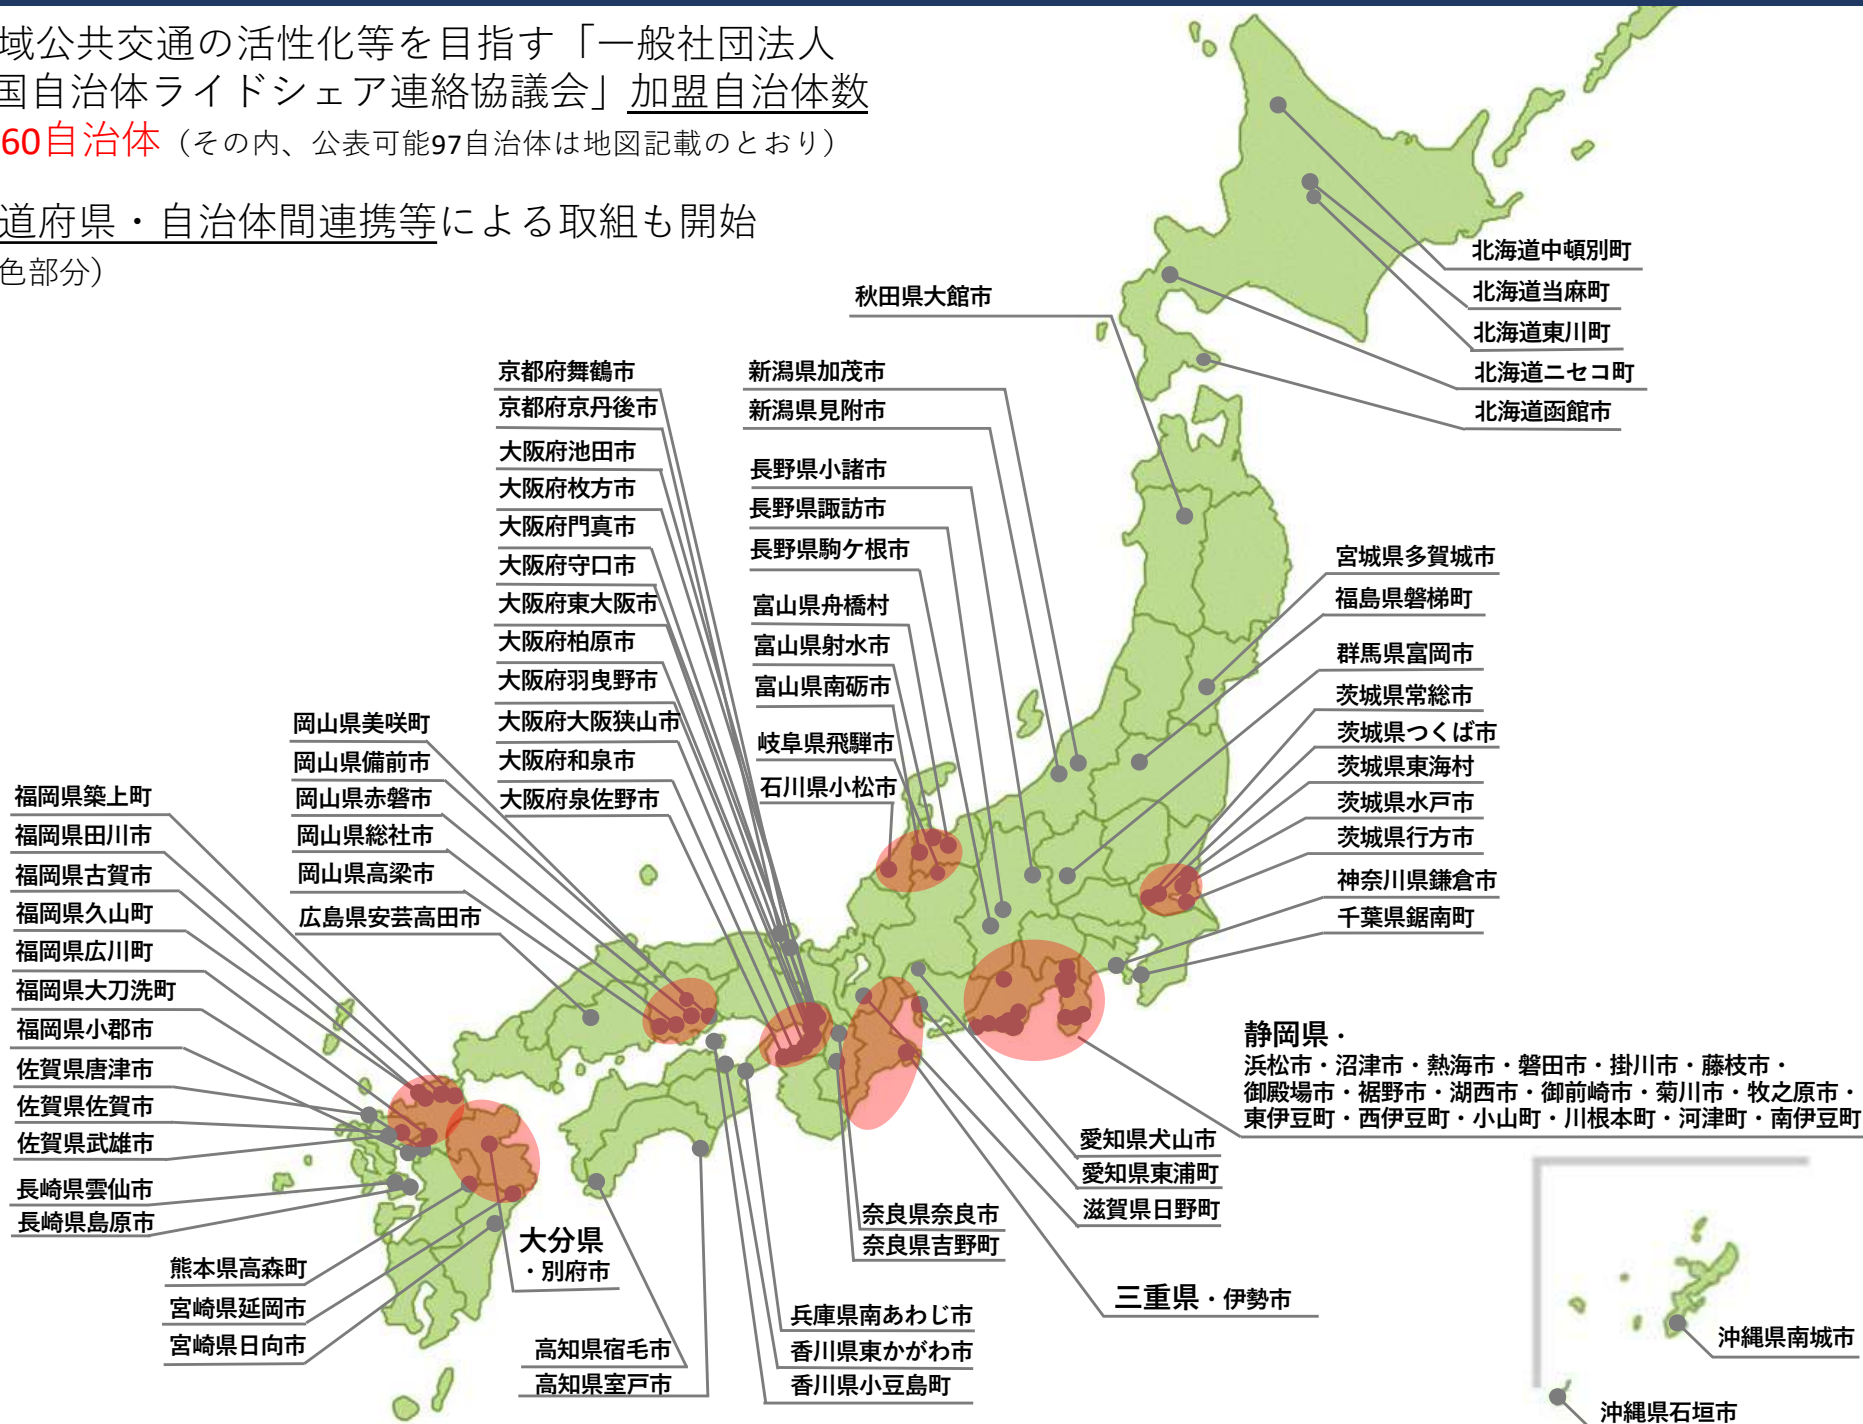 域公共交通の活性化等を目指す「一般社団法人
国自治体ライドシェア連絡協議会」加盟自治体数
60自治体（その内、公表可能97自治体は地図記載のとおり）
道府県・自治体間連携等による取組も開始
色部分）
北海道中頓別町
北海道当麻町
北海道東川町
北海道ニセコ町
北海道函館市
秋田県大館市
京都府舞鶴市
京都府京丹後市
大阪府池田市
大阪府枚方市
大阪府門真市
大阪府守口市
大阪府東大阪市
大阪府柏原市
大阪府羽曳野市
大阪府大阪狭山市
大阪府和泉市
大阪府泉佐野市
新潟県加茂市
新潟県見附市
長野県小諸市
長野県諏訪市
長野県駒ケ根市
富山県舟橋村
富山県射水市
富山県南砺市
岐阜県飛騨市
石川県小松市
宮城県多賀城市
福島県磐梯町
群馬県富岡市
茨城県常総市
茨城県つくば市
茨城県東海村
茨城県水戸市
茨城県行方市
神奈川県鎌倉市
千葉県鋸南町
岡山県美咲町
岡山県備前市
岡山県赤磐市
岡山県総社市
岡山県高梁市
広島県安芸高田市
福岡県築上町
福岡県田川市
福岡県古賀市
福岡県久山町
福岡県広川町
福岡県大刀洗町
福岡県小郡市
佐賀県唐津市
佐賀県佐賀市
佐賀県武雄市
長崎県雲仙市
長崎県島原市
熊本県高森町
宮崎県延岡市
宮崎県日向市
大分県
・別府市
高知県宿毛市
高知県室戸市
兵庫県南あわじ市
香川県東かがわ市
香川県小豆島町
奈良県奈良市
奈良県吉野町
愛知県犬山市
愛知県東浦町
滋賀県日野町
三重県・伊勢市
静岡県・
浜松市・沼津市・熱海市・磐田市・掛川市・藤枝市・
御殿場市・裾野市・湖西市・御前崎市・菊川市・牧之原市・
東伊豆町・西伊豆町・小山町・川根本町・河津町・南伊豆町
沖縄県南城市
沖縄県石垣市